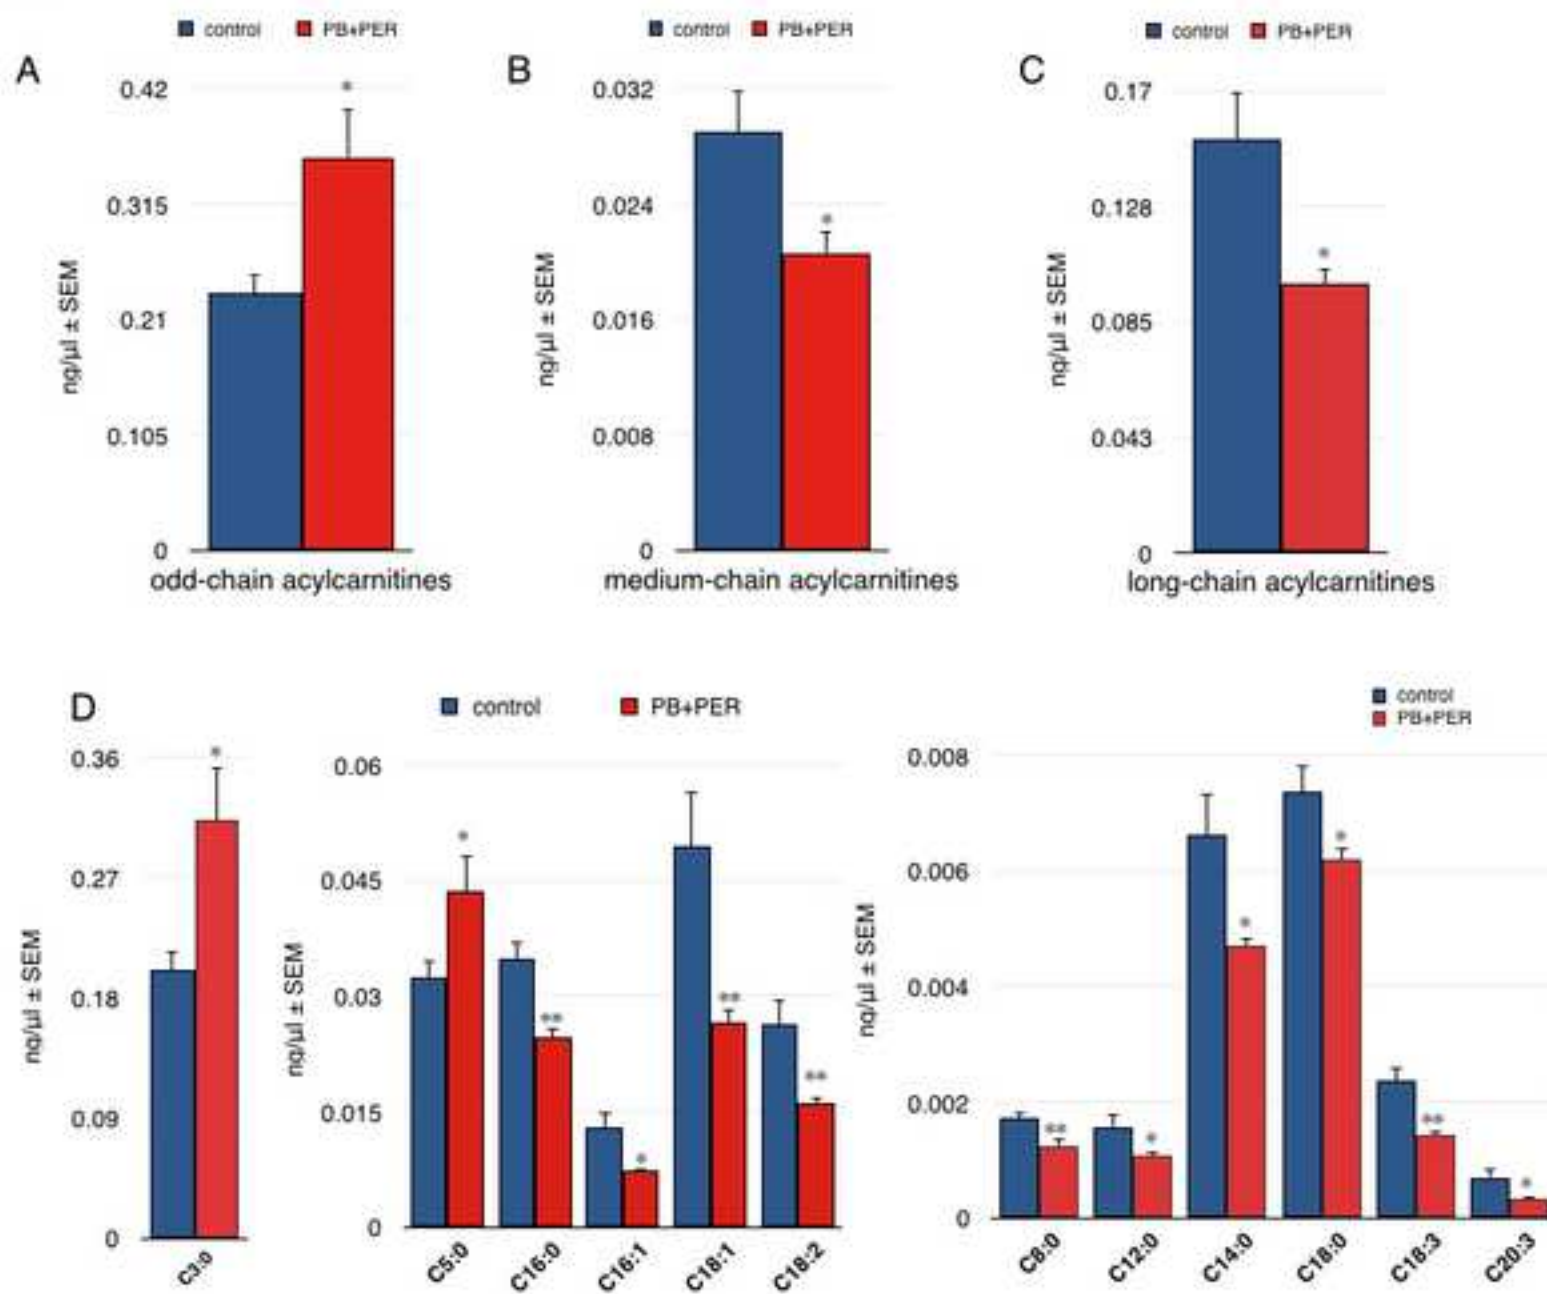 control PB+PER
A
0.42
*
0.315
0.21
0.105
0
ng/µl ± SEM
odd-chain acylcarnitines
control PB+PER
B
0.032
0.024
*
0.016
0.008
0
ng/µl ± SEM
medium-chain acylcarnitines
control PB+PER
C
0.17
0.128
*
0.085
0.043
0
ng/µl ± SEM
long-chain acylcarnitines
D
control PB+PER
0.36
*
0.27
0.18
0.09
0
ng/µl ± SEM
C3:0
0.06
0.045
0.03
0.015
0
ng/µl ± SEM
* ** * ** **
C5:0 C16:0 C16:1 C18:1 C18:2
control
PB+PER
0.008
0.006
0.004
0.002
0
ng/µl ± SEM
** * * * ** *
C8:0 C12:0 C14:0 C18:0 C18:3 C20:3